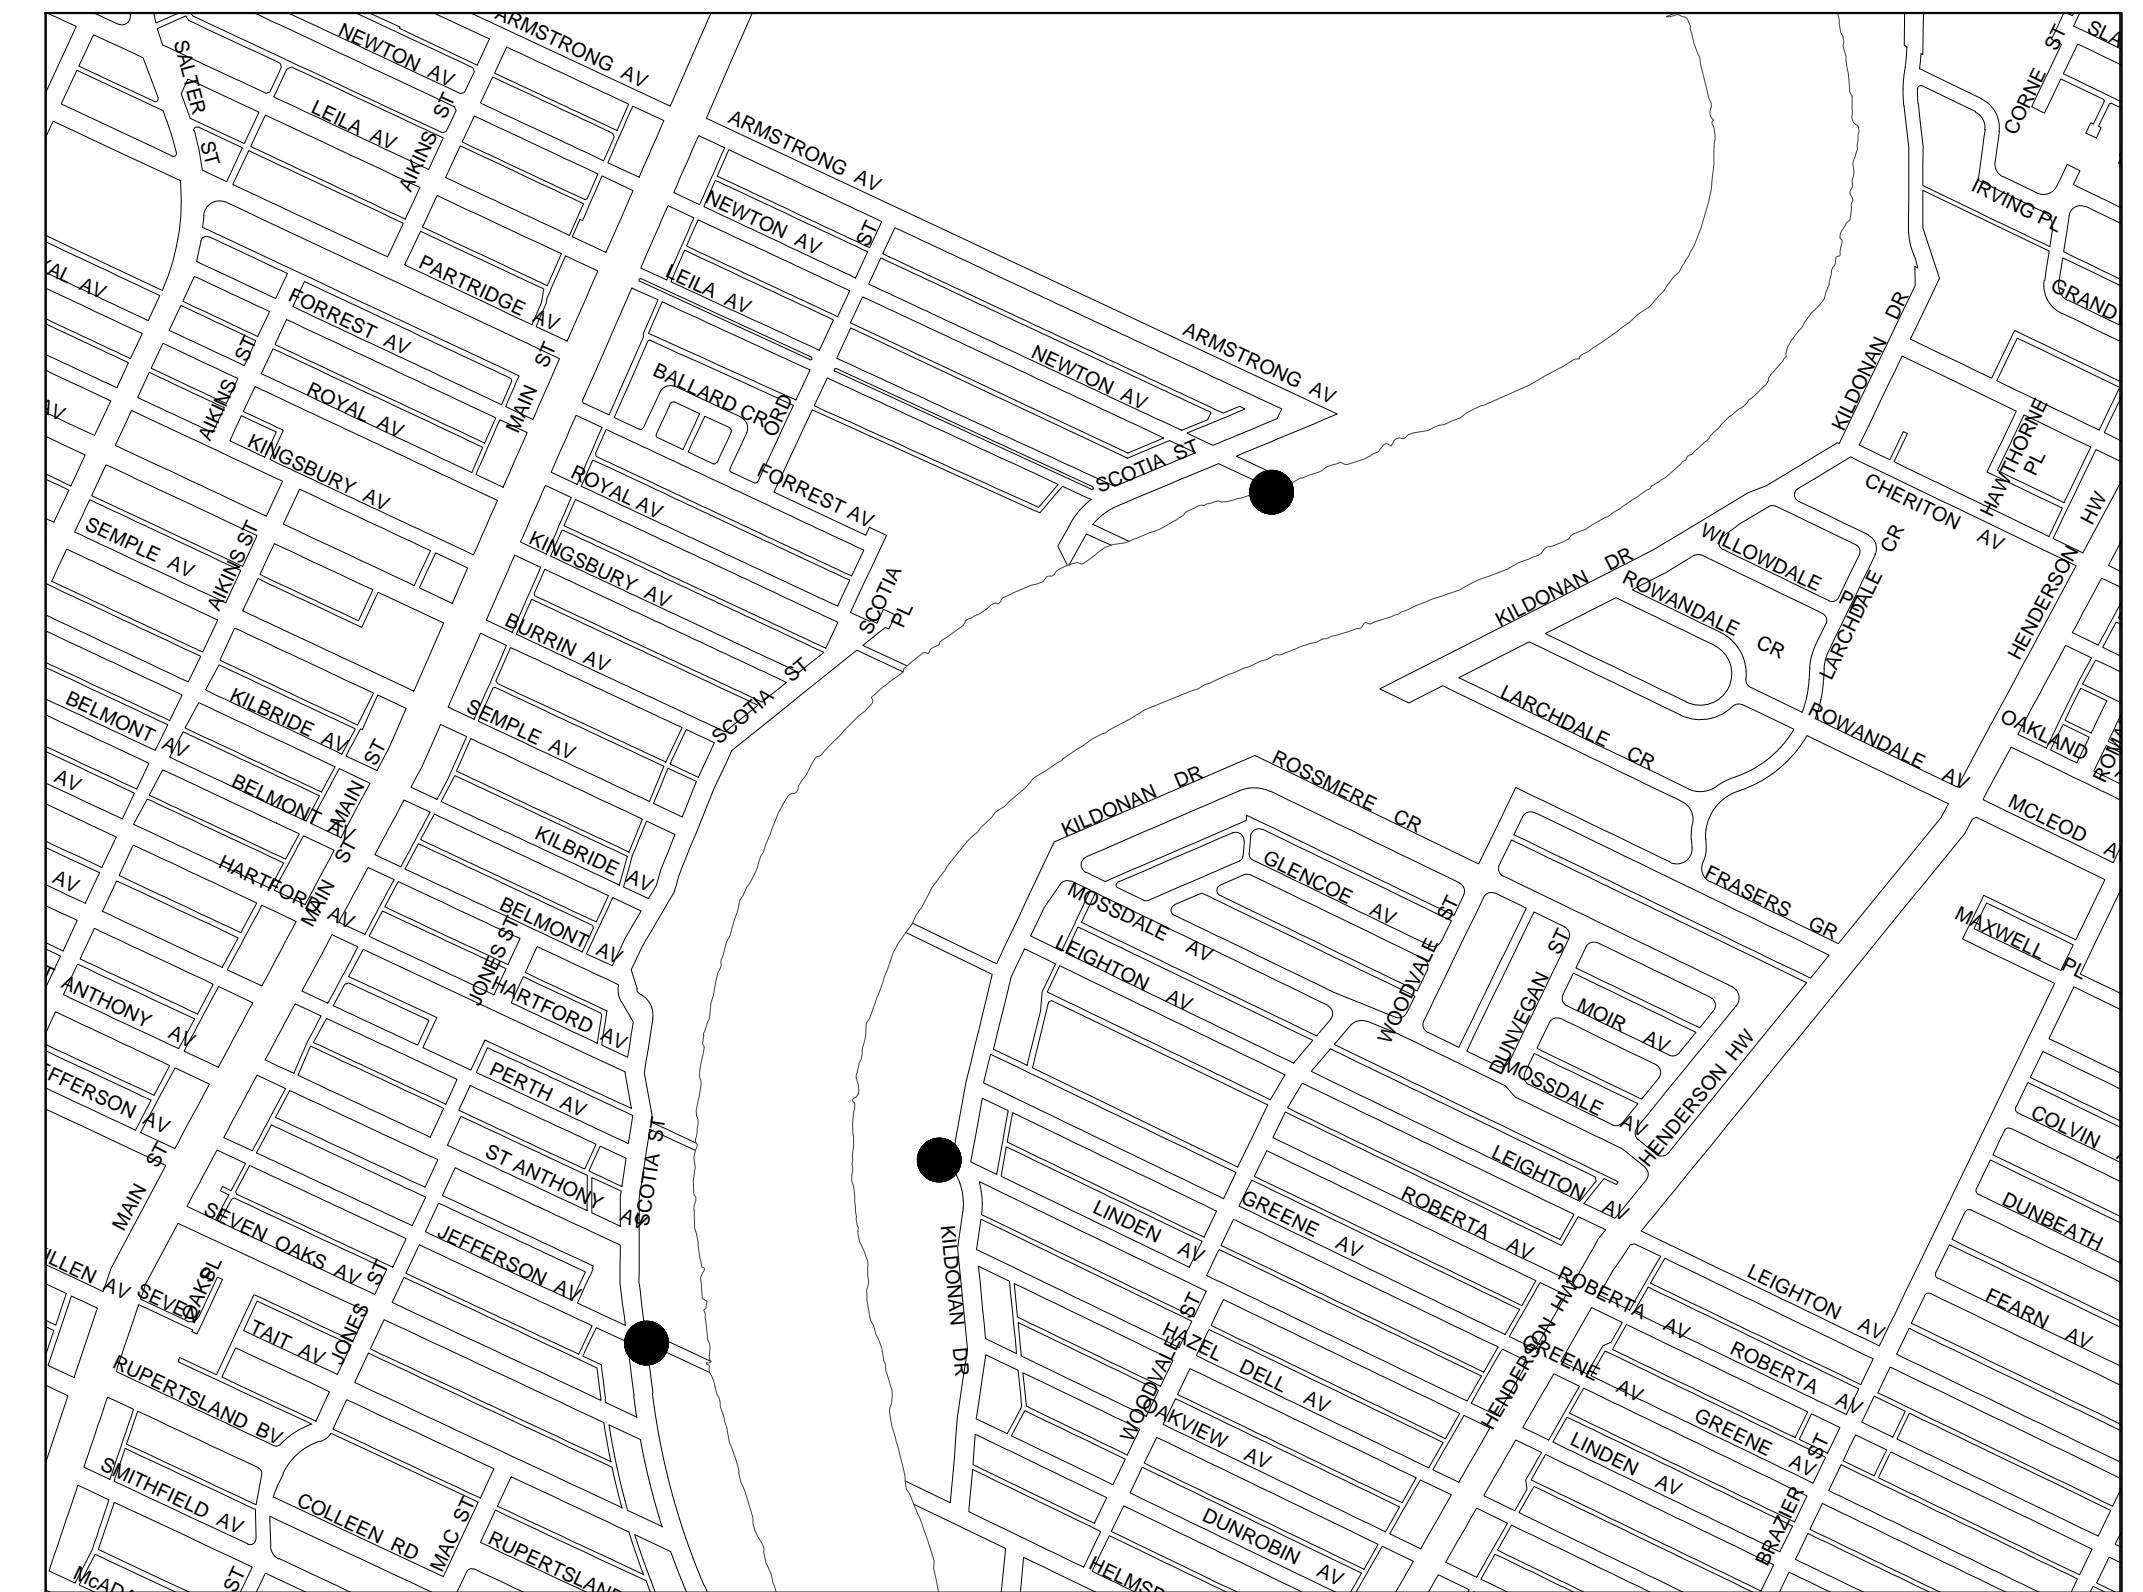 ARMSTRONG AV
NEWTON AV
SALTER ST
LEILA AV
AIKINS ST
ARMSTRONG AV
NEWTON AV
ST
LEILA AV
PARTRIDGE AV
FORREST AV
ROYAL AV
KINGSBURY AV
AIKINS ST
MAIN ST
BALLARD CR
ARMSTRONG AV
NEWTON AV
SCOTIA ST
FORREST AV
ROYAL AV
KINGSBURY AV
BURRIN AV
SCOTIA PL
SCOTIA ST
SEMPLE AV
AIKINS ST
SEMPLE AV
KILBRIDE AV
BELMONT AV
BELMONT AV
MAIN ST
HARTFORD AV
MAIN ST
AV
AV
AV
KILBRIDE AV
BELMONT AV
JONES ST
HARTFORD AV
PERTH AV
ST ANTHONY AV
SCOTIA ST
JEFFERSON AV
ANTHONY AV
MAIN ST
SEVEN OAKS AV
SEVEN OAKS PL
JONES ST
TAIT AV
RUPERTSLAND BV
SMITHFIELD AV
COLLEEN RD
MAC ST
ST
CORNE ST
IRVING PL
GRAND
KILDONAN DR
HAWTHORNE PL
CHERITON AV
HENDERSON HW
WILLOWDALE PL
LARCHDALE CR
ROWANDALE CR
KILDONAN DR
LARCHDALE CR
ROWANDALE AV
OAKLAND
MCLEOD
KILDONAN DR
ROSSMERE CR
GLENCOE AV
MOSSDALE AV
LEIGHTON AV
WOODVALE ST
FRASERS GR
DUNVEGAN ST
MOIR AV
MOSSDALE AV
HENDERSON HW
MAXWELL PL
COLVIN
DUNBEATH
FEARN AV
LEIGHTON AV
ROBERTA AV
GREENE AV
LINDEN AV
KILDONAN DR
ROBERTA AV
LEIGHTON AV
ROBERTA AV
GREENE AV
HENDERSON HW
GREENE AV
LINDEN AV
BRAZIER ST
HAZEL DELL AV
WOODVALE ST
OAKVIEW AV
DUNROBIN AV